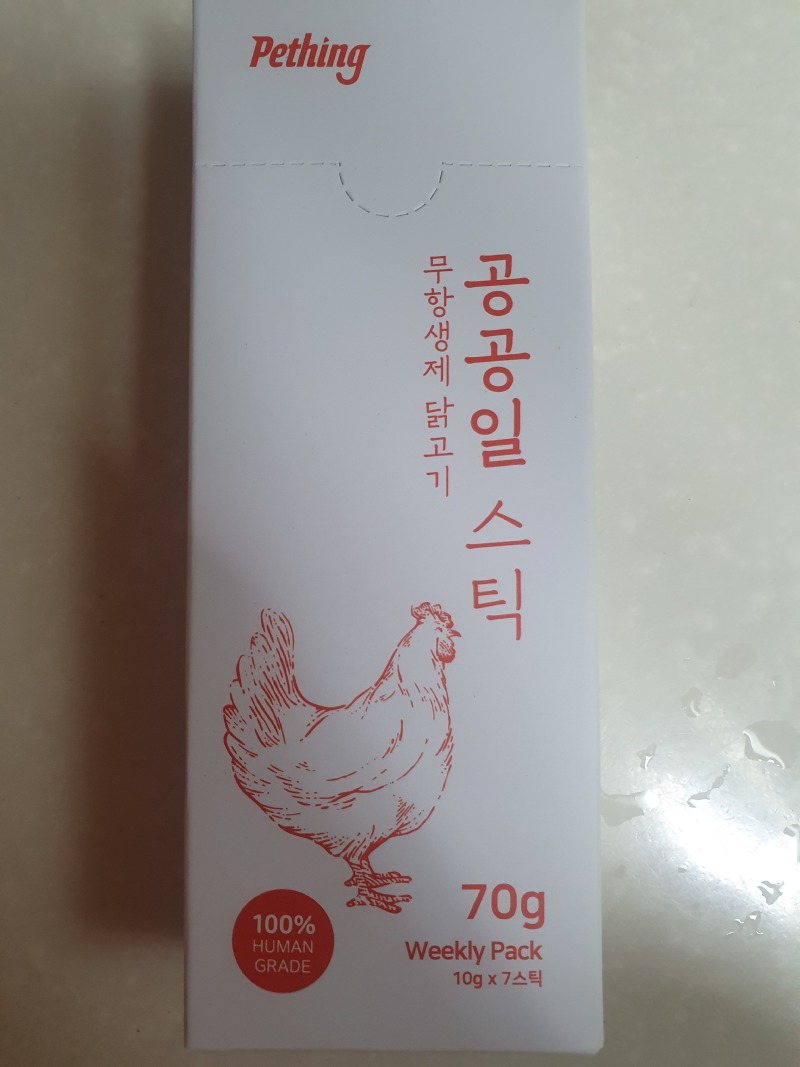 Pething
공공일 스틱
무항생제 닭고기
100%
HUMAN
GRADE
70g
Weekly Pack
10g x 7스틱